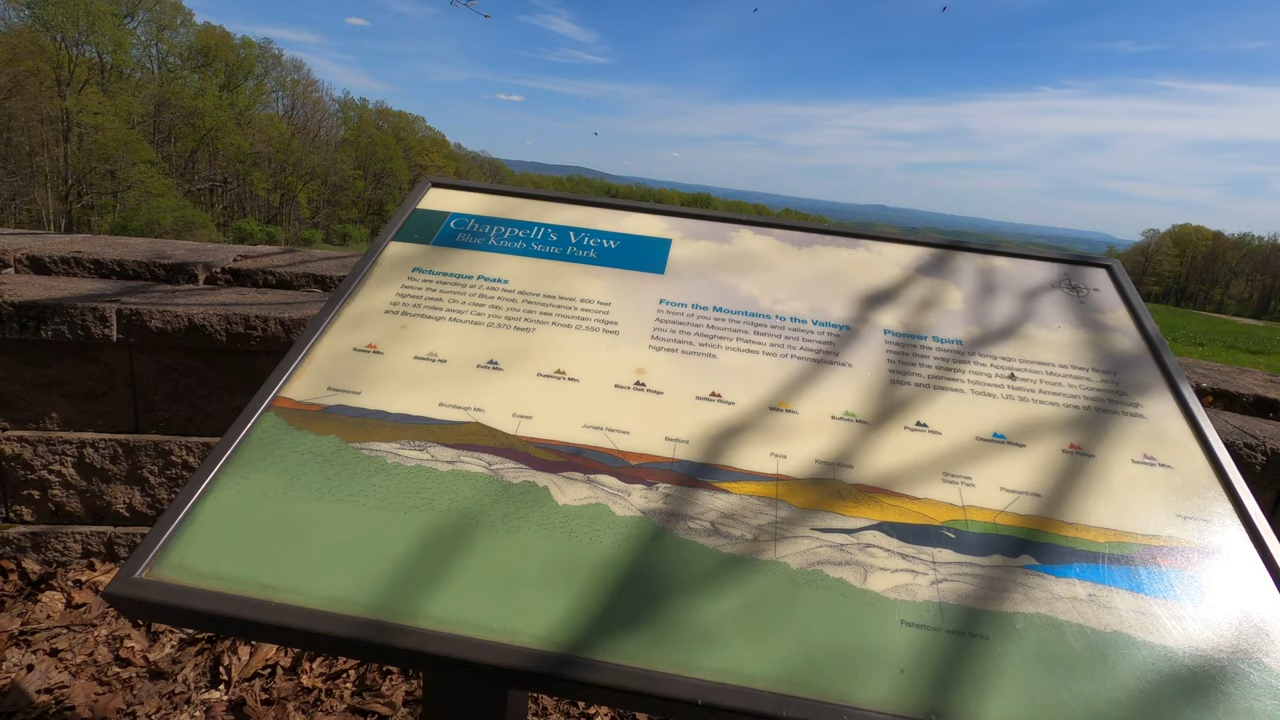 Chappell's View
Blue Knob State Park
Picturesque Peaks
You are standing at 2,480 feet above sea level, 600 feet
below the summit of Blue Knob, Pennsylvania's second
highest peak. On a clear day, you can see mountain ridges
up to 45 miles away! Can you spot Kinton Knob (2,550 feet)
and Brumbaugh Mountain (2,570 feet)?
From the Mountains to the Valleys
In front of you are the ridges and valleys of the
Appalachian Mountains. Behind and beneath
you is the Allegheny Plateau and its Allegheny
Mountains, which includes two of Pennsylvania's
highest summits.
Pioneer Spirit
Imagine the dismay of long-ago pioneers as they finally
made their way past the Appalachian Mountains...only
to face the sharply rising Allegheny Front. In Conestoga
wagons, pioneers followed Native American trails through
gaps and passes. Today, US 30 traces one of these trails.
Tussey Mtn.
Sideling Hill
Evitts Mtn.
Dunning's Mtn.
Black Oak Ridge
Stiffler Ridge
Wills Mtn.
Buffalo Mtn.
Pigeon Hills
Chestnut Ridge
Dry Ridge
Savage Mtn.
Breezewood
Brumbaugh Mtn.
Everett
Juniata Narrows
Bedford
Pavia
Kinton Knob
Shawnee
State Park
Pleasantville
Fishertown water tanks